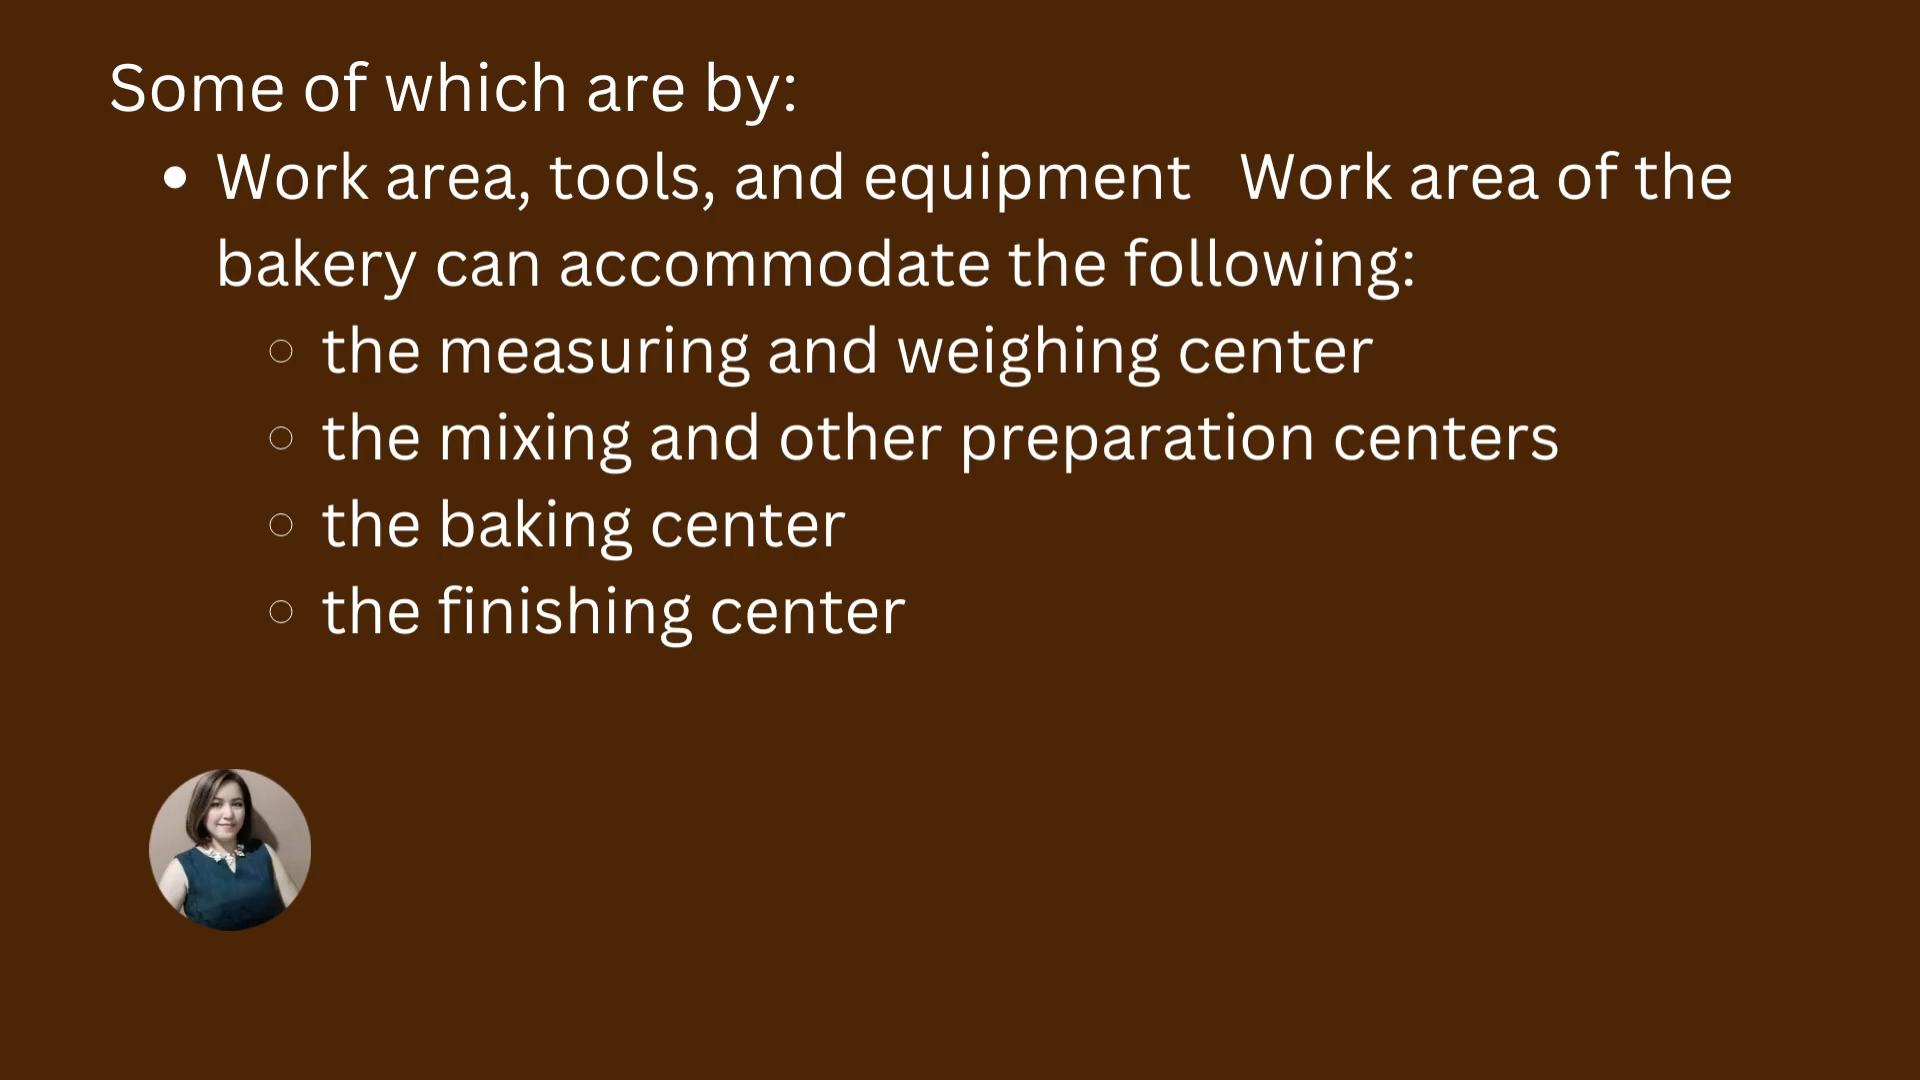 Some of which are by:
• Work area, tools, and equipment   Work area of the
bakery can accommodate the following:
○ the measuring and weighing center
○ the mixing and other preparation centers
○ the baking center
○ the finishing center